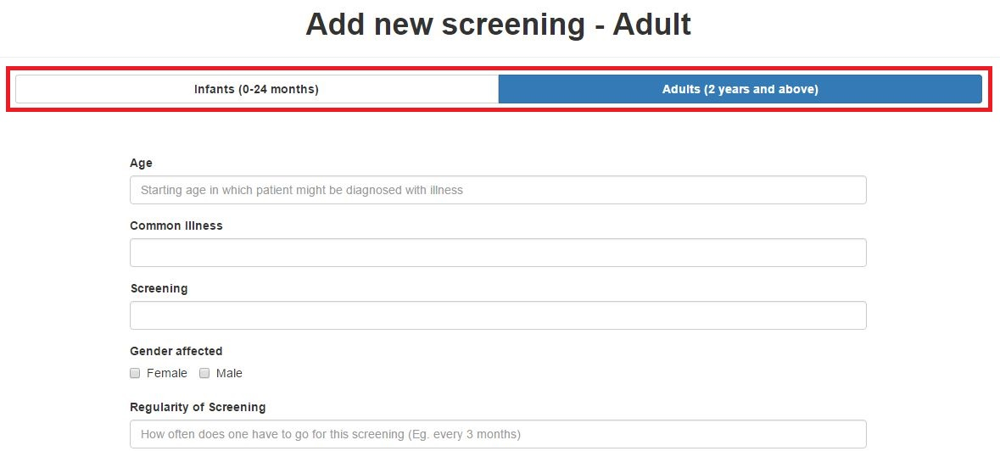 Add new screening - Adult
Infants (0-24 months)
Adults (2 years and above)
Age
Starting age in which patient might be diagnosed with illness
Common Illness
Screening
Gender affected
Female Male
Regularity of Screening
How often does one have to go for this screening (Eg. every 3 months)